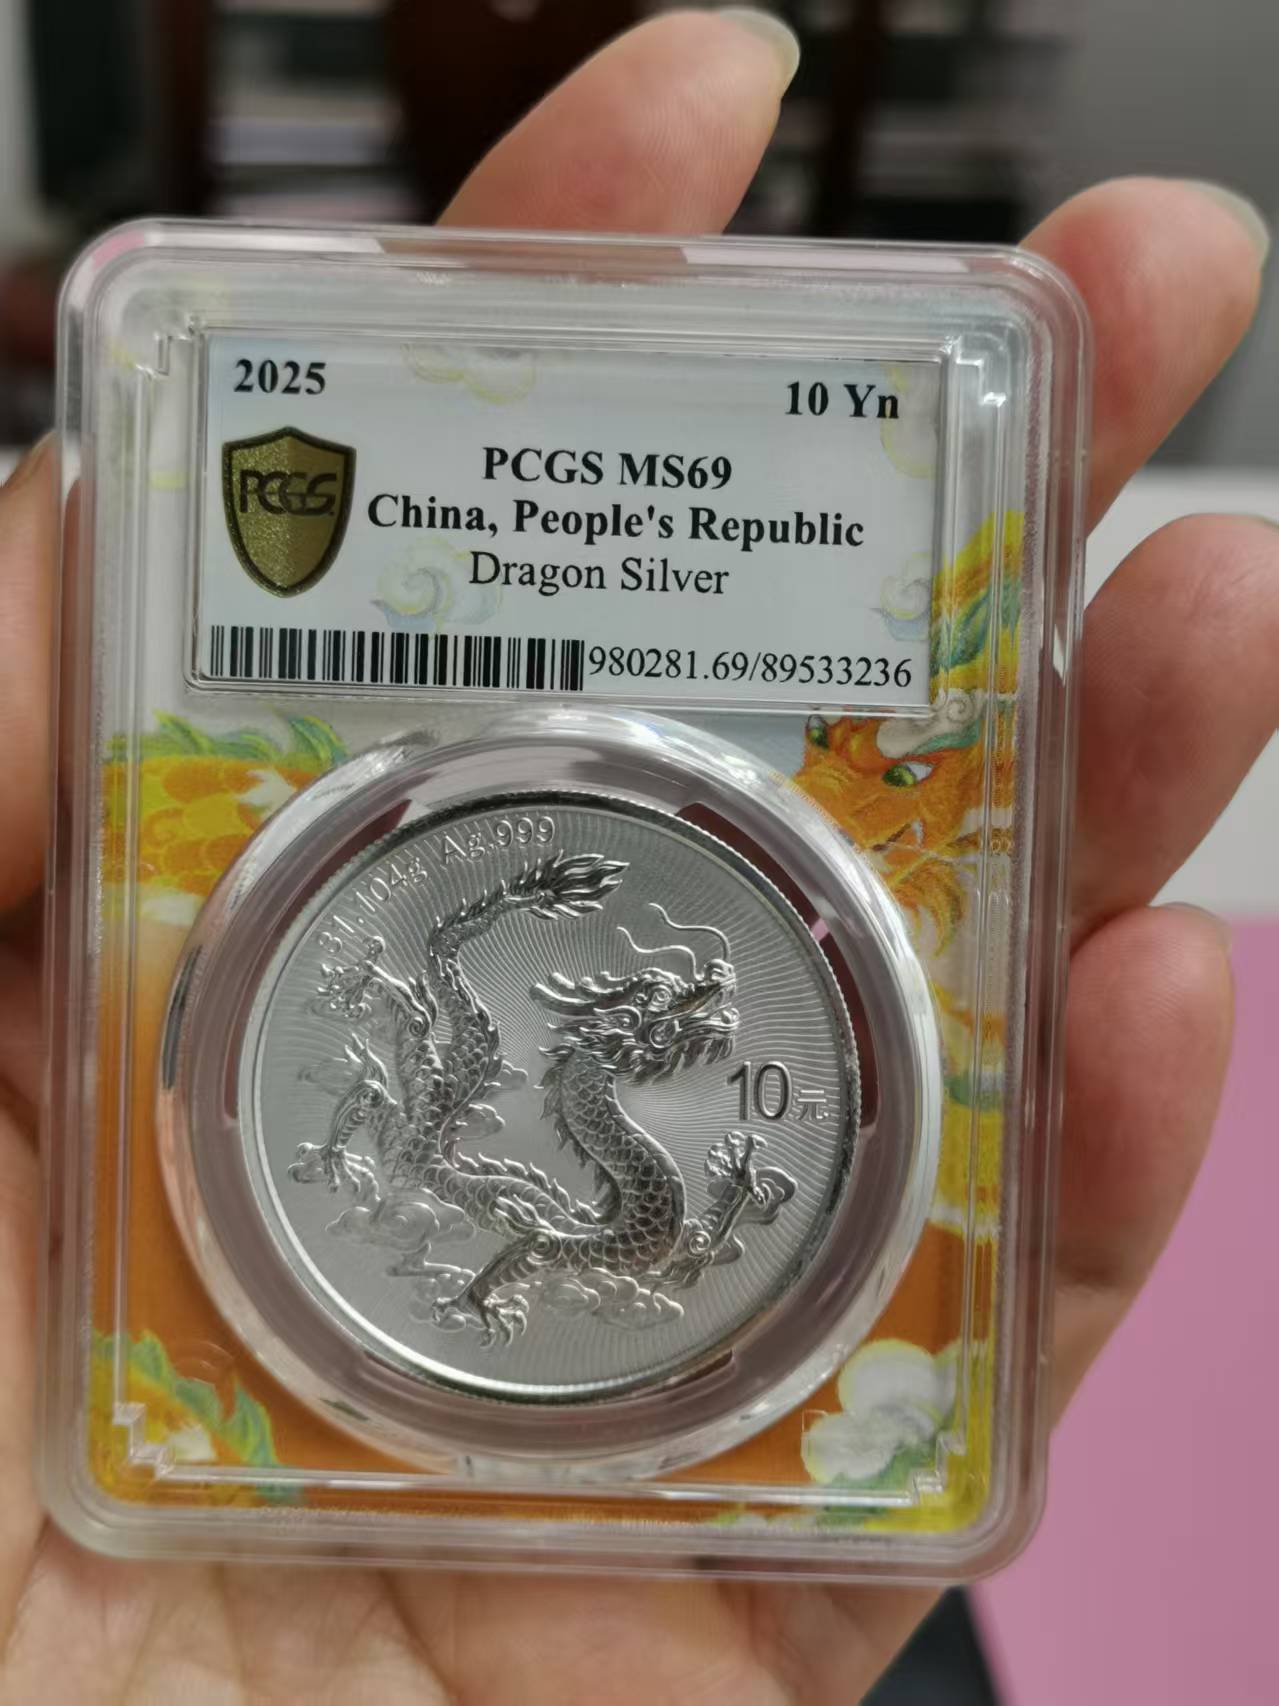 2025
10 Yn
PCGS
PCGS MS69
China, People's Republic
Dragon Silver
980281.69/89533236
31.104g Ag.999
10元